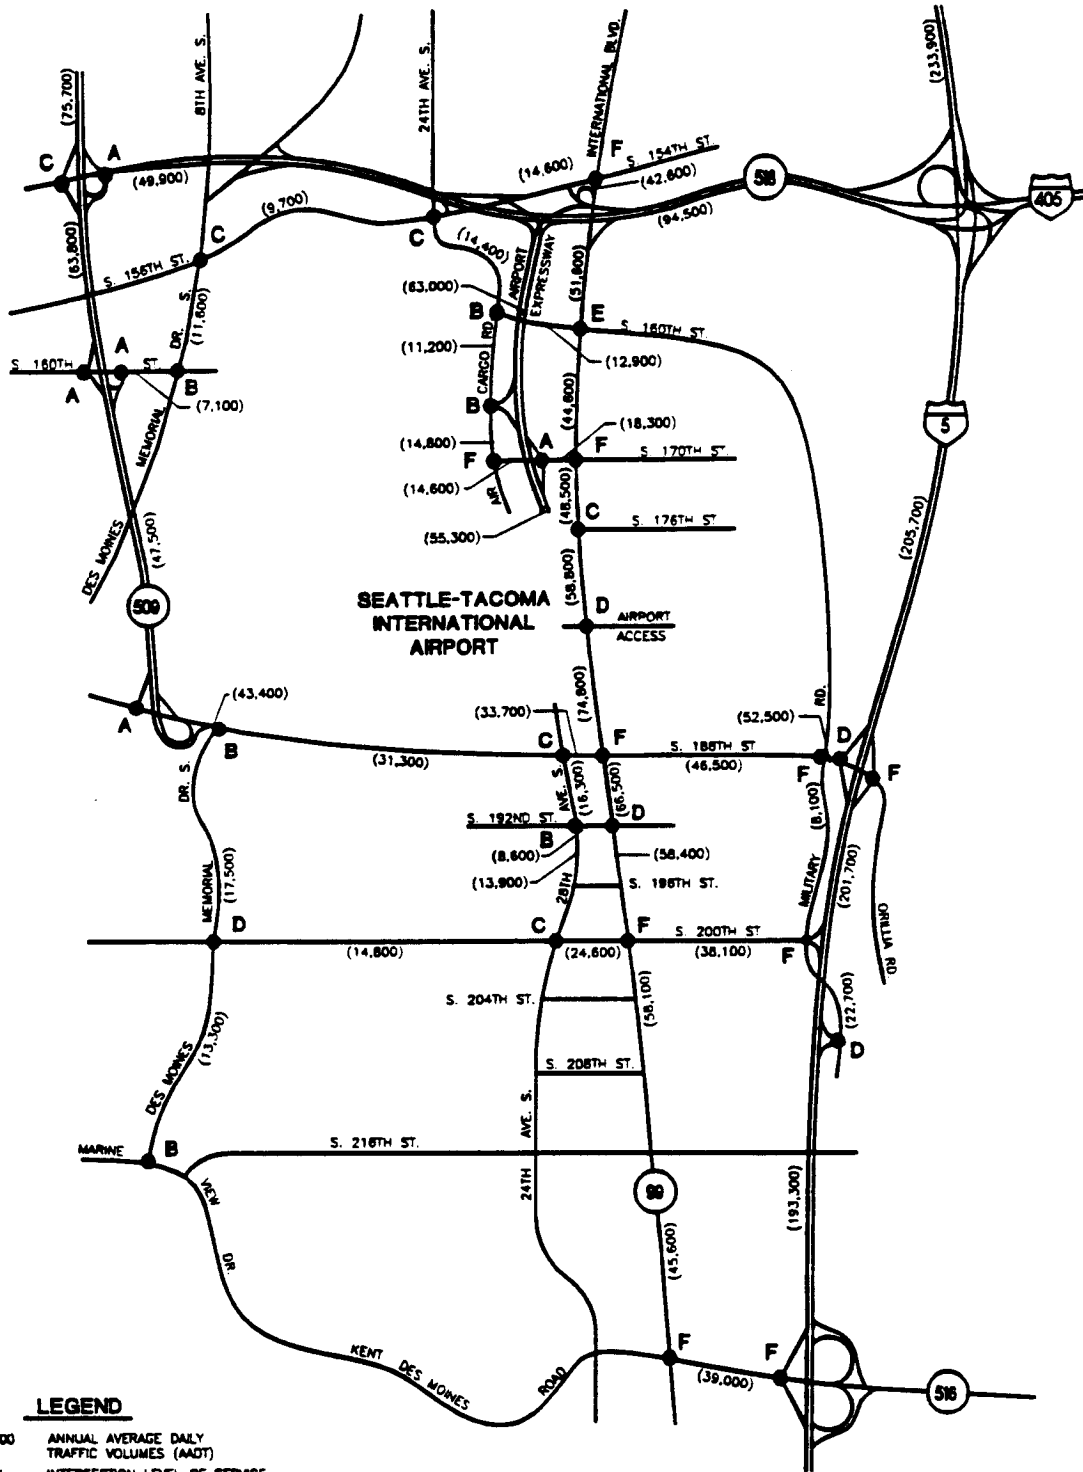 (75,700)
8TH AVE. S.
24TH AVE. S.
INTERNATIONAL BLVD.
(233,900)
C
A
(49,900)
(14,600)
F
S. 154TH ST.
(42,600)
518
405
(94,500)
(9,700)
C
C
(14,400)
(63,800)
S. 156TH ST.
AIRPORT
EXPRESSWAY
(63,000)
(51,800)
B
E
S. 160TH ST.
(12,900)
DR. S.
(11,600)
(11,200)
CARGO RD
S. 160TH
ST.
A
A
B
(7,100)
MEMORIAL
DES MOINES
B
(44,600)
(18,300)
5
(14,800)
F
A
F
S. 170TH ST
(14,600)
AIR
(48,500)
C
S. 176TH ST
(55,300)
(47,500)
(205,700)
(58,800)
509
SEATTLE-TACOMA
INTERNATIONAL
AIRPORT
D
AIRPORT
ACCESS
(74,800)
RD.
(43,400)
A
B
(33,700)
(52,500)
D
C
F
S. 188TH ST
(31,300)
(46,500)
F
F
DR. S.
AVE. S.
(16,300)
(66,500)
(8,100)
S. 192ND ST.
B
D
(8,600)
(58,400)
(13,900)
28TH
S. 196TH ST.
MEMORIAL
(17,500)
MILITARY
(201,700)
ORILLIA RD.
D
C
F
S. 200TH ST
(14,800)
(24,600)
(38,100)
F
S. 204TH ST.
(58,100)
(22,700)
D
DES MOINES
(13,300)
S. 208TH ST.
AVE. S.
24TH
MARINE
B
S. 216TH ST.
VIEW
DR.
99
(193,300)
(45,600)
KENT
DES MOINES
ROAD
F
F
(39,000)
516
LEGEND
00 ANNUAL AVERAGE DAILY
TRAFFIC VOLUMES (AADT)
INTERSECTION LEVEL OF SERVICE